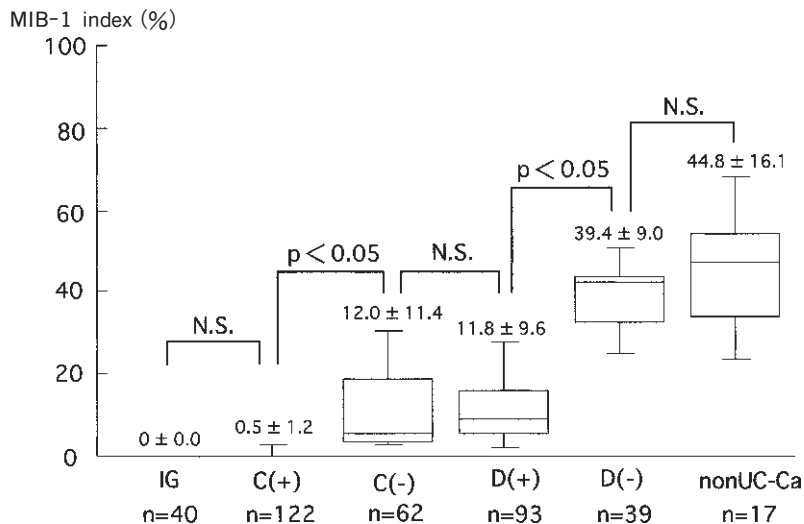 MIB-1 index (%)
100
80
60
40
20
0
N.S.
44.8 ± 16.1
p < 0.05
39.4 ± 9.0
p < 0.05
N.S.
12.0 ± 11.4
11.8 ± 9.6
N.S.
0.5 ± 1.2
0 ± 0.0
IG C(+) C(-) D(+) D(-) nonUC-Ca
n=40 n=122 n=62 n=93 n=39 n=17